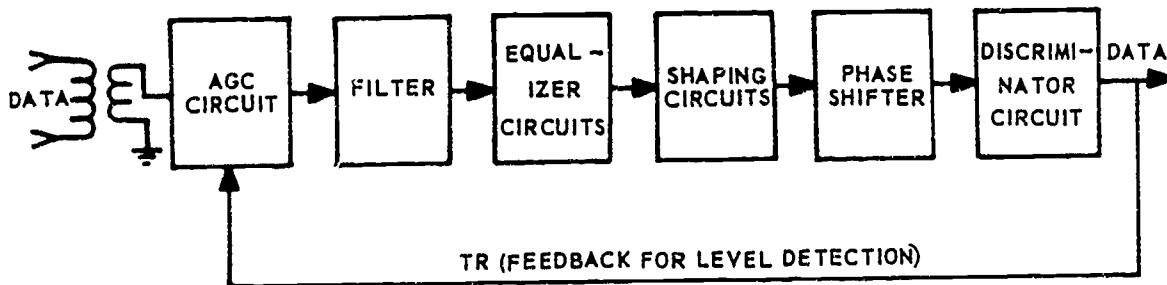 DATA
AGC
CIRCUIT
FILTER
EQUAL -
IZER
CIRCUITS
SHAPING
CIRCUITS
PHASE
SHIFTER
DISCRIMI-
NATOR
CIRCUIT
DATA
TR (FEEDBACK FOR LEVEL DETECTION)